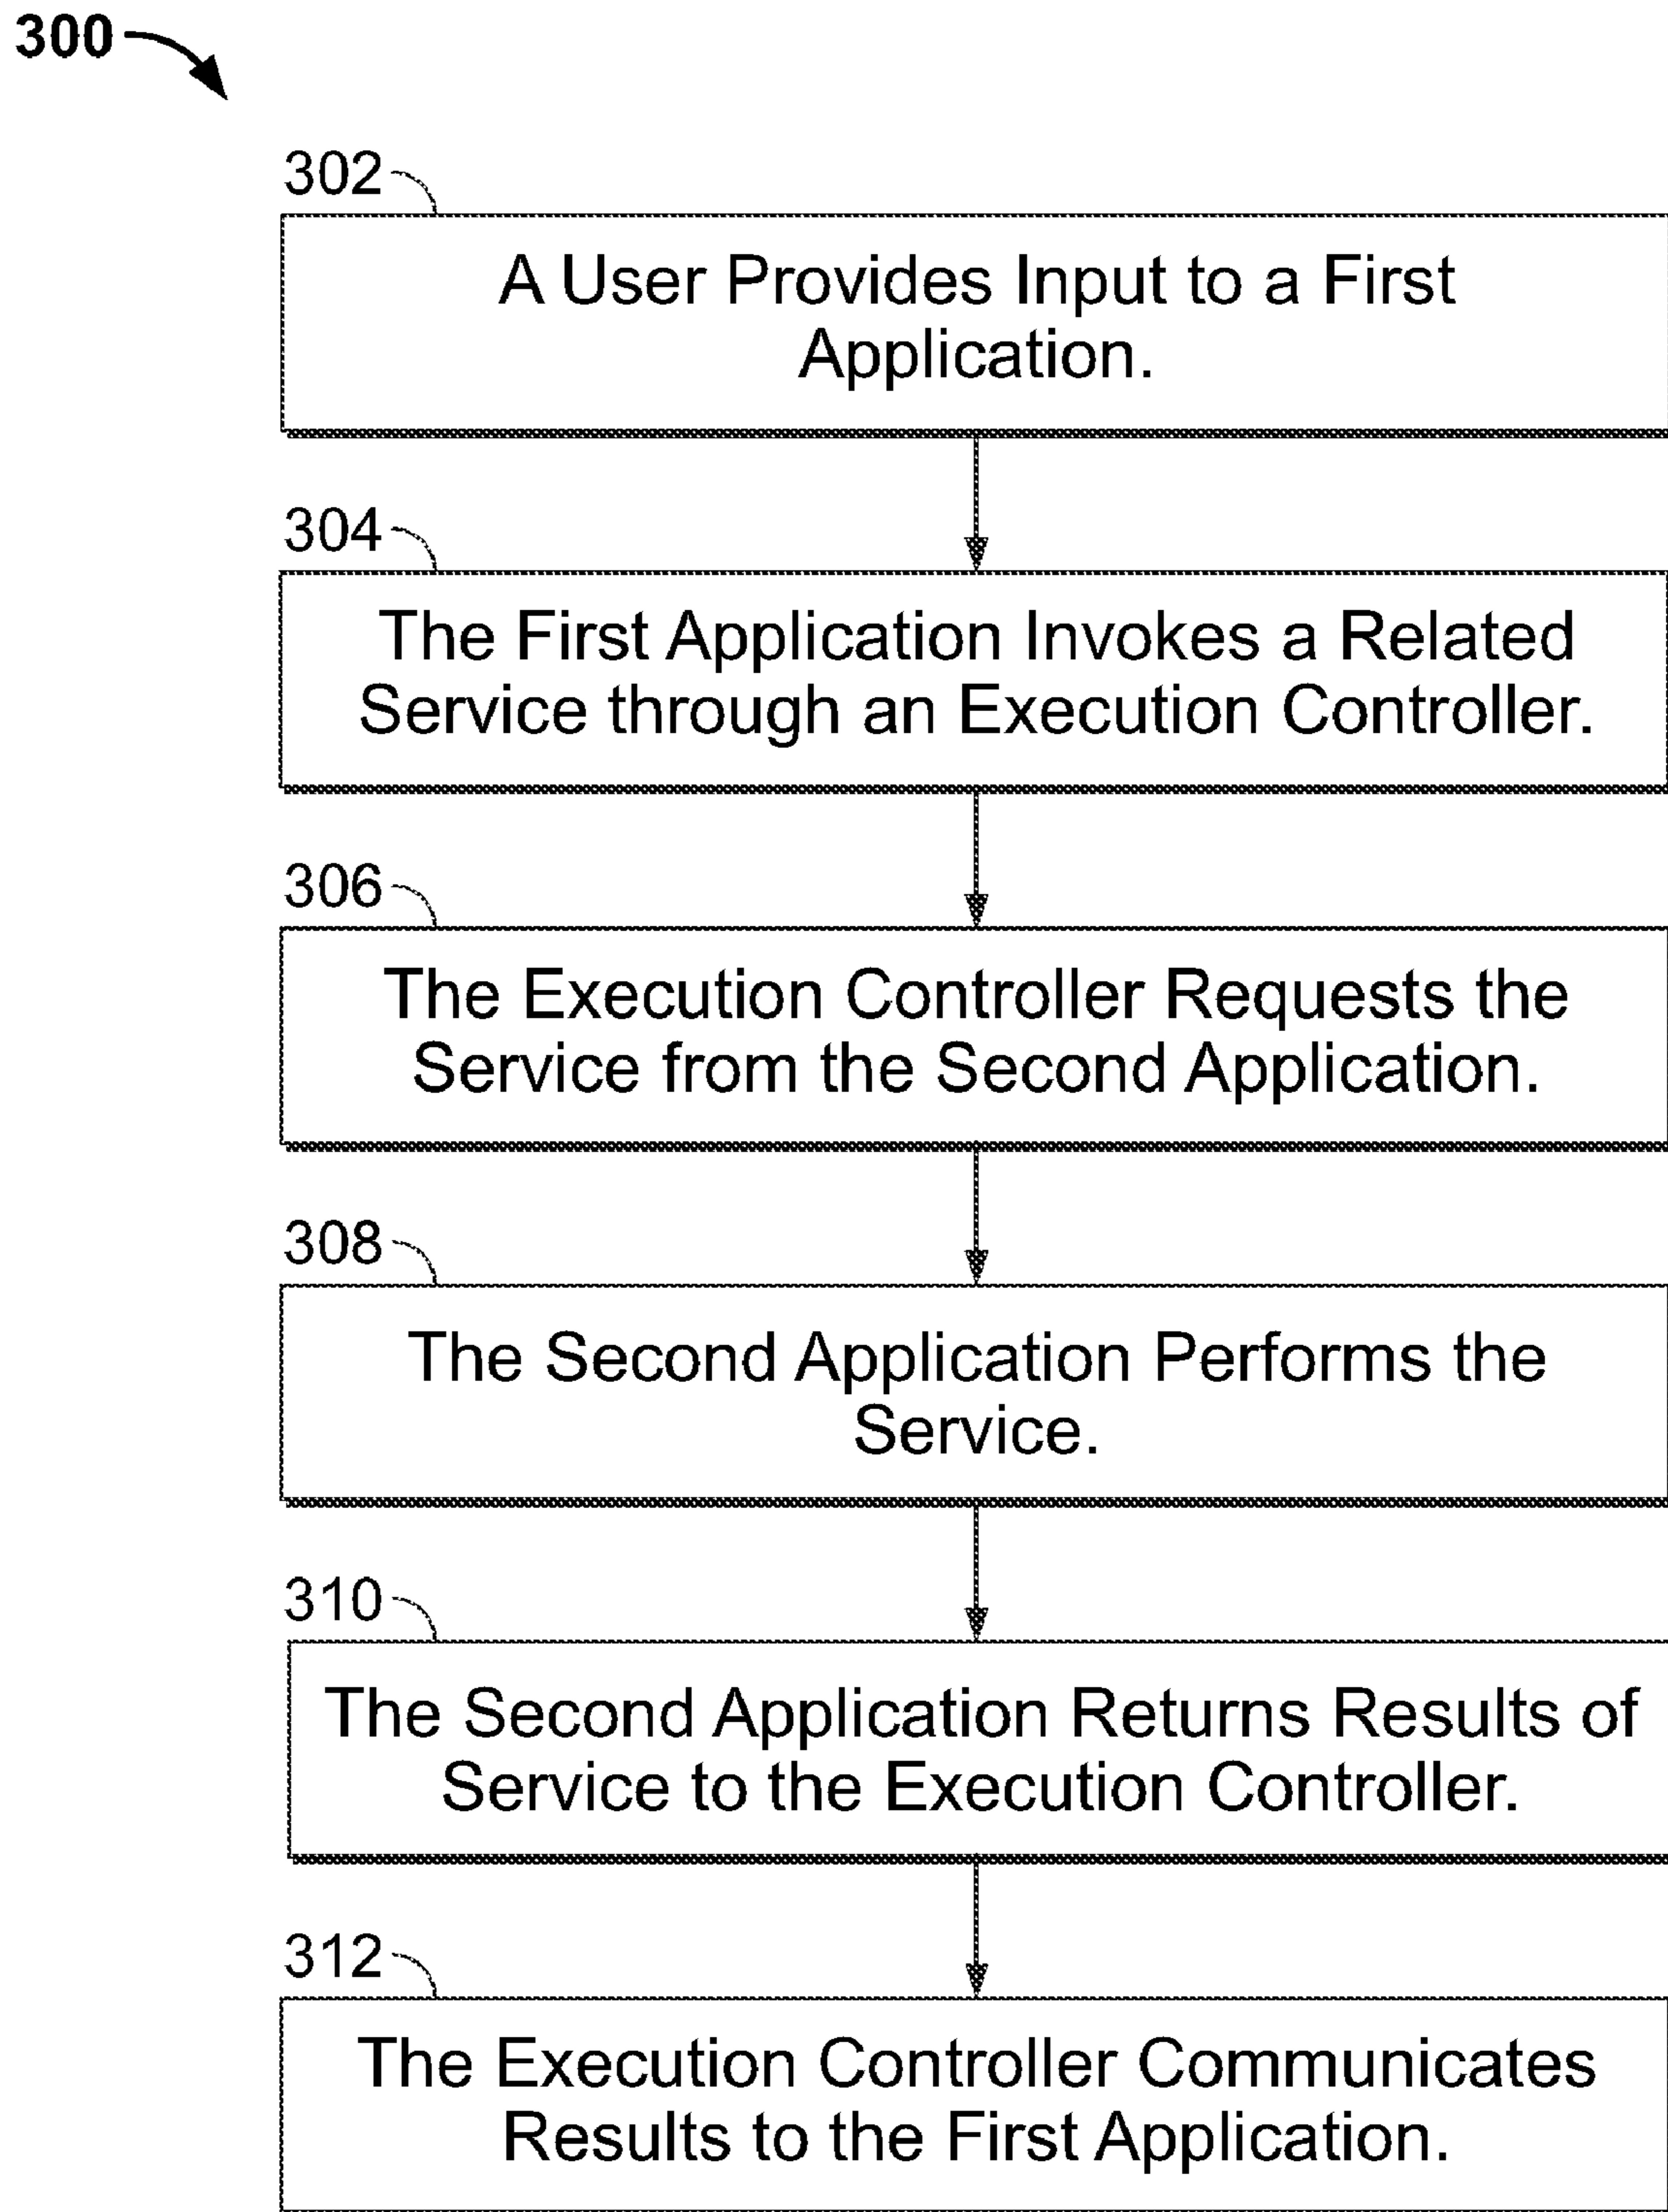 300
302
A User Provides Input to a First
Application.
304
The First Application Invokes a Related
Service through an Execution Controller.
306
The Execution Controller Requests the
Service from the Second Application.
308
The Second Application Performs the
Service.
310
The Second Application Returns Results of
Service to the Execution Controller.
312
The Execution Controller Communicates
Results to the First Application.